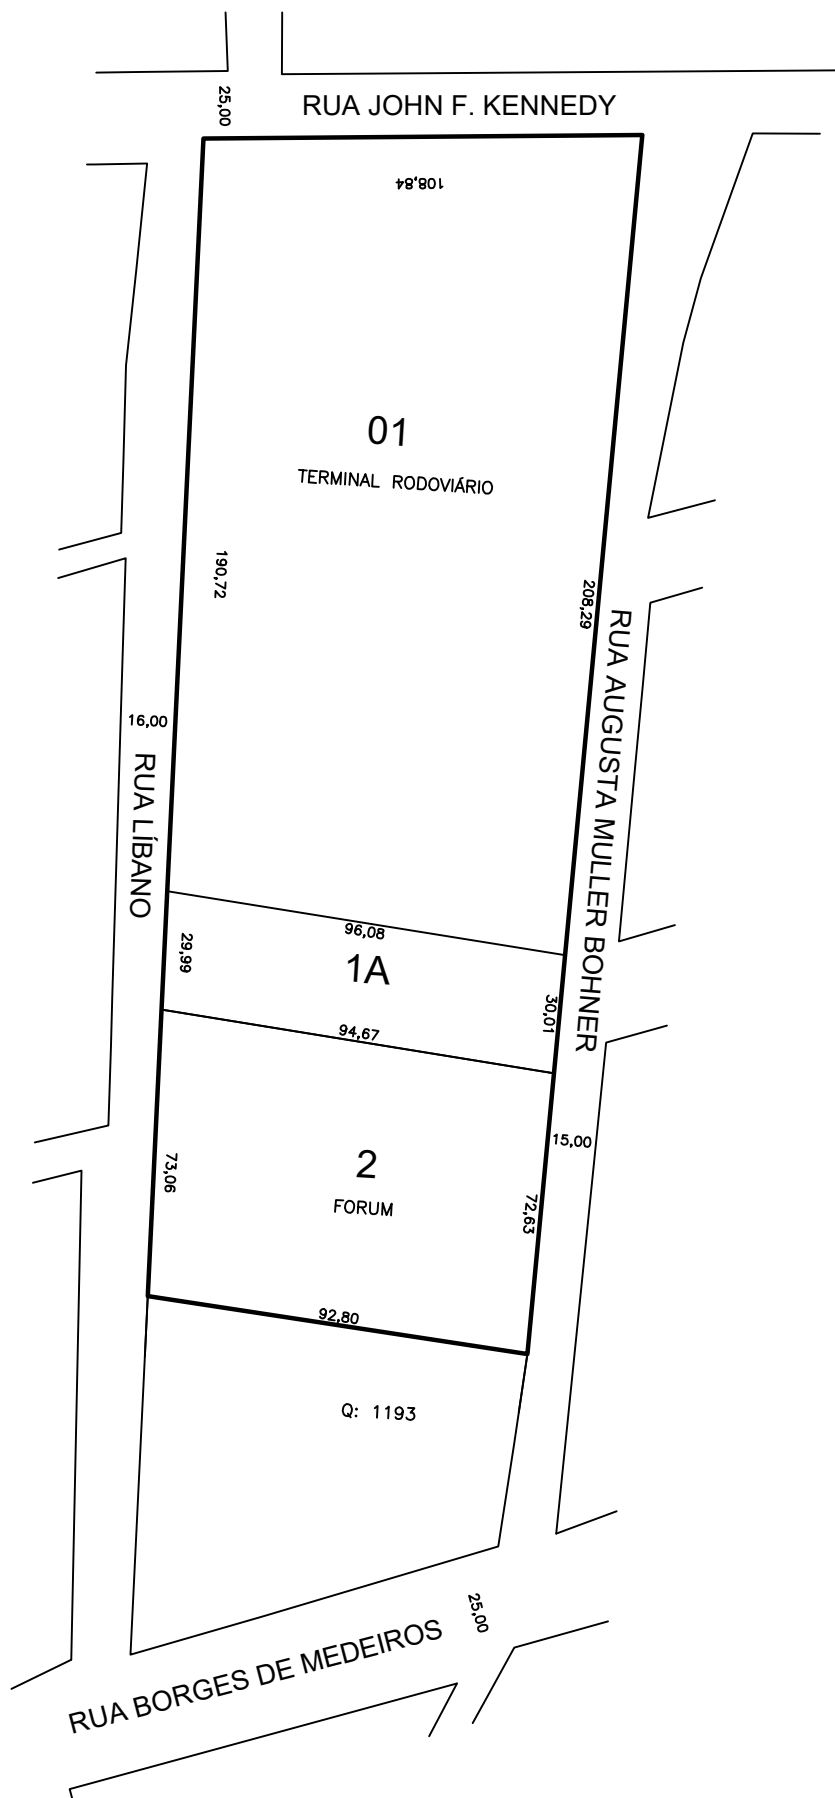 25,00
RUA JOHN F. KENNEDY
108,84
01
TERMINAL RODOVIÁRIO
190,72
208,29
RUA AUGUSTA MULLER BOHNER
16,00
RUA LÍBANO
96,08
29,99
1A
30,01
94,67
15,00
2
73,06
FORUM
72,63
92,80
Q: 1193
25,00
RUA BORGES DE MEDEIROS